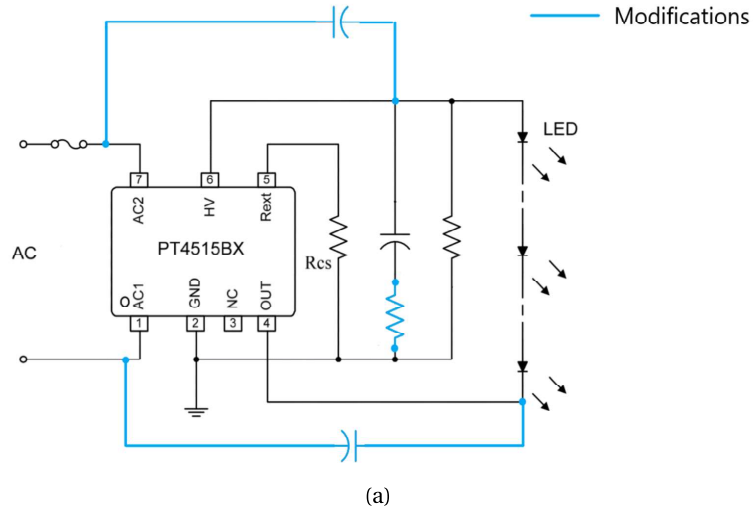 Modifications
LED
7
6
5
AC2
HV
Rext
AC
PT4515BX
Rcs
AC1
GND
NC
OUT
1
2
3
4
(a)